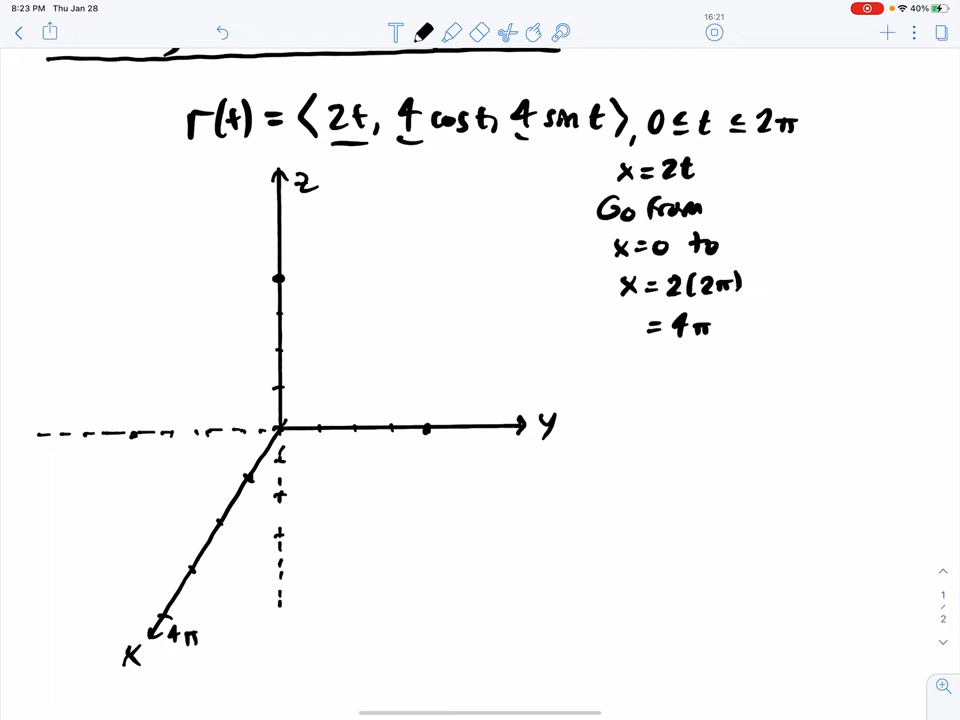 8:23 PM Thu Jan 28
16:21
40%
T
r(t) = ⟨2t, 4 cost, 4 sin t⟩, 0 ≤ t ≤ 2π
x = 2t
Go from
x = 0 to
x = 2(2π)
= 4π
z
y
4π
x
1
/
2